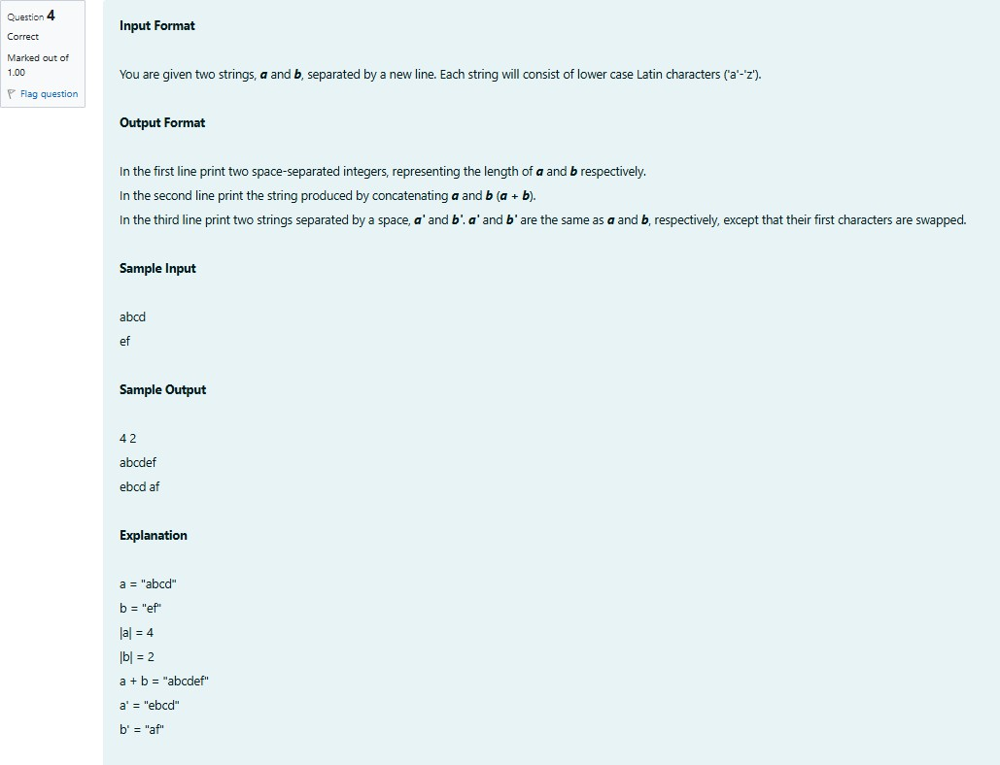 Question 4
Correct
Marked out of
1.00
Flag question
Input Format
You are given two strings, a and b, separated by a new line. Each string will consist of lower case Latin characters ('a'-'z').
Output Format
In the first line print two space-separated integers, representing the length of a and b respectively.
In the second line print the string produced by concatenating a and b (a + b).
In the third line print two strings separated by a space, a' and b'. a' and b' are the same as a and b, respectively, except that their first characters are swapped.
Sample Input
abcd
ef
Sample Output
4 2
abcdef
ebcd af
Explanation
a = "abcd"
b = "ef"
|a| = 4
|b| = 2
a + b = "abcdef"
a' = "ebcd"
b' = "af"